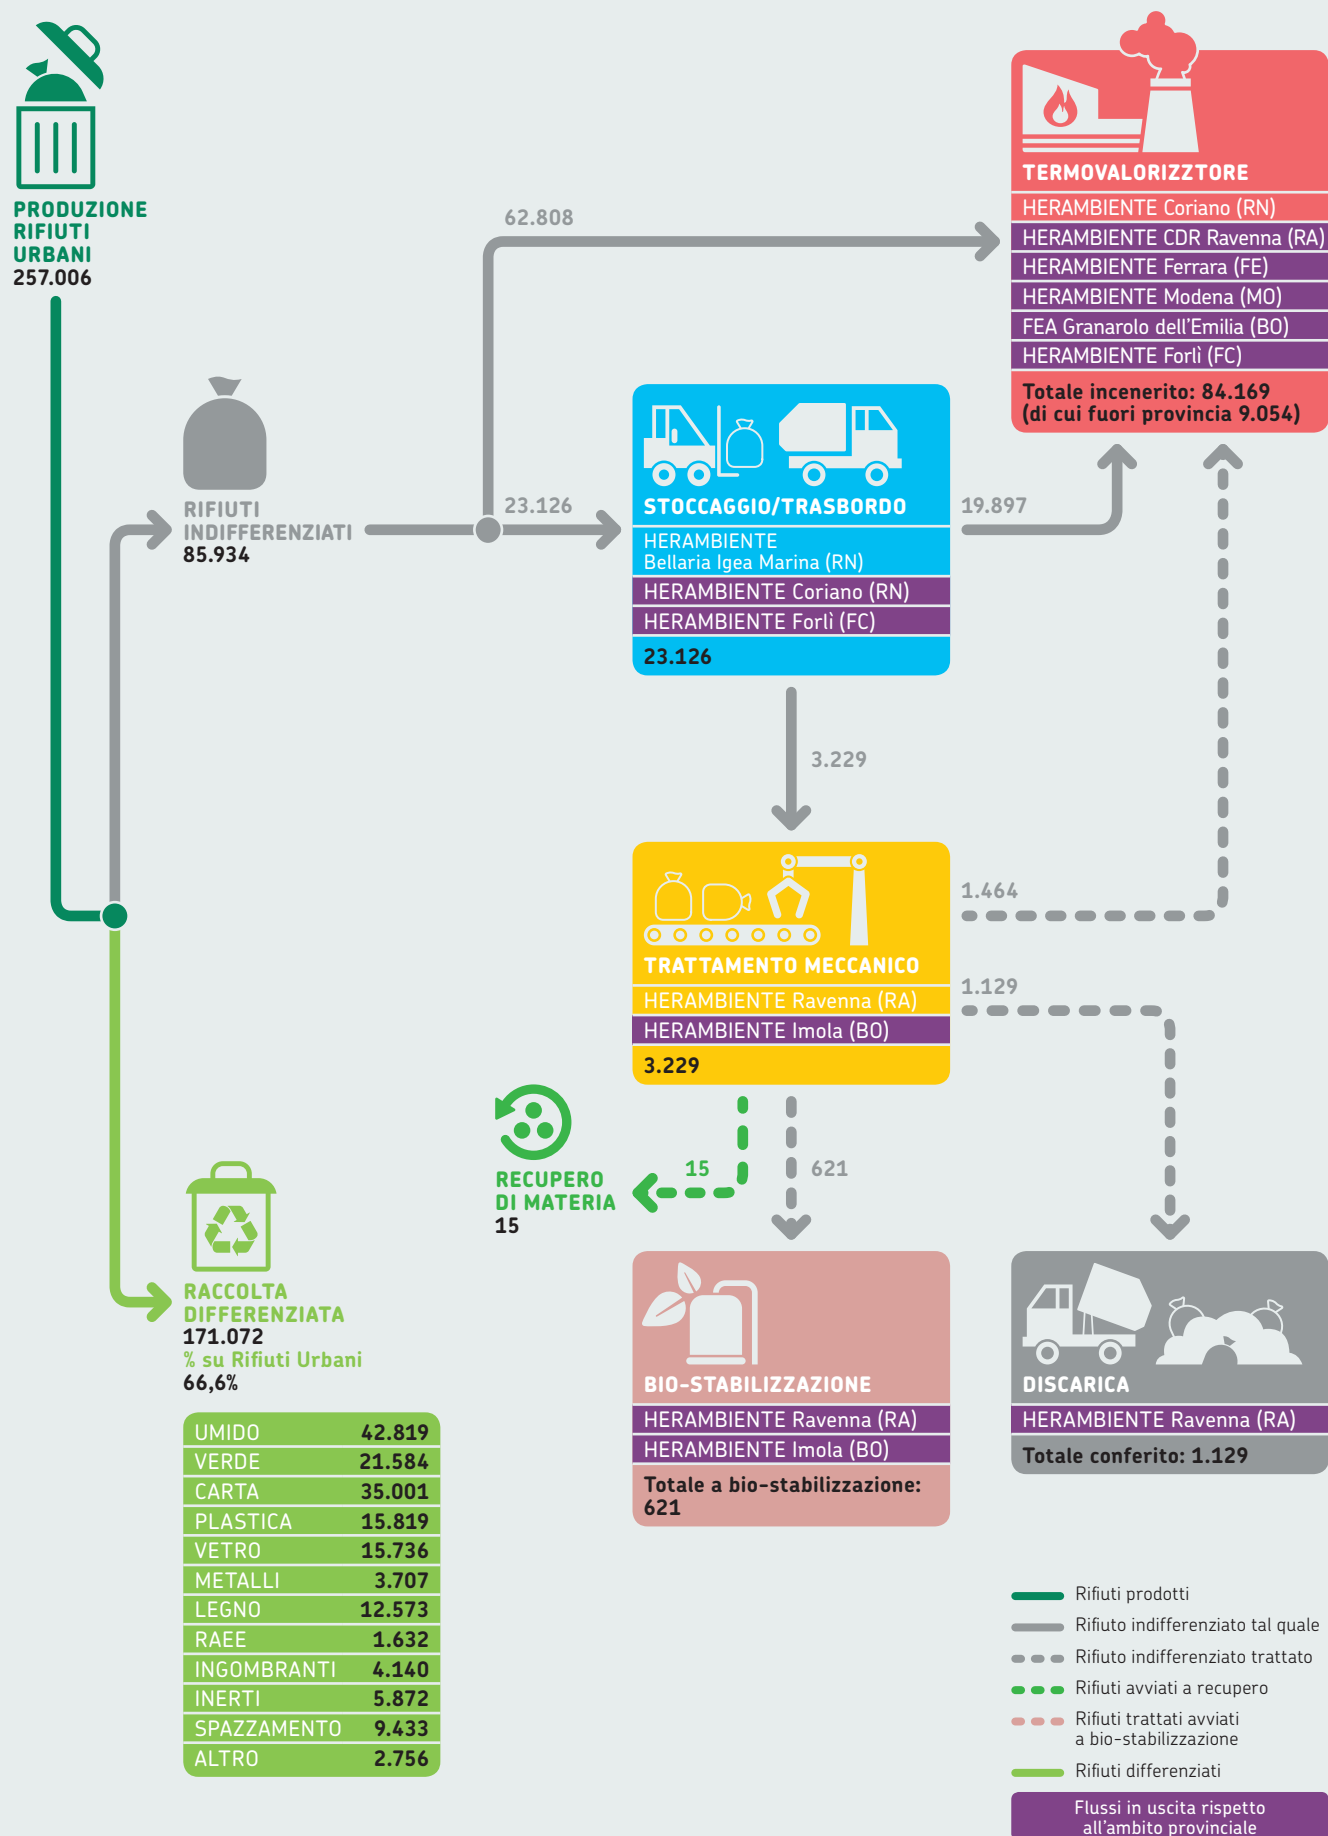 PRODUZIONE
RIFIUTI
URBANI
257.006
RIFIUTI
INDIFFERENZIATI
85.934
62.808
23.126
TERMOVALORIZZTORE
HERAMBIENTE Coriano (RN)
HERAMBIENTE CDR Ravenna (RA)
HERAMBIENTE Ferrara (FE)
HERAMBIENTE Modena (MO)
FEA Granarolo dell'Emilia (BO)
HERAMBIENTE Forlì (FC)
Totale incenerito: 84.169
(di cui fuori provincia 9.054)
STOCCAGGIO/TRASBORDO
HERAMBIENTE
Bellaria Igea Marina (RN)
HERAMBIENTE Coriano (RN)
HERAMBIENTE Forlì (FC)
23.126
19.897
3.229
TRATTAMENTO MECCANICO
HERAMBIENTE Ravenna (RA)
HERAMBIENTE Imola (BO)
3.229
1.464
1.129
RECUPERO
DI MATERIA
15
15
621
BIO-STABILIZZAZIONE
HERAMBIENTE Ravenna (RA)
HERAMBIENTE Imola (BO)
Totale a bio-stabilizzazione:
621
DISCARICA
HERAMBIENTE Ravenna (RA)
Totale conferito: 1.129
RACCOLTA
DIFFERENZIATA
171.072
% su Rifiuti Urbani
66,6%
UMIDO 42.819
VERDE 21.584
CARTA 35.001
PLASTICA 15.819
VETRO 15.736
METALLI 3.707
LEGNO 12.573
RAEE 1.632
INGOMBRANTI 4.140
INERTI 5.872
SPAZZAMENTO 9.433
ALTRO 2.756
Rifiuti prodotti
Rifiuto indifferenziato tal quale
Rifiuto indifferenziato trattato
Rifiuti avviati a recupero
Rifiuti trattati avviati
a bio-stabilizzazione
Rifiuti differenziati
Flussi in uscita rispetto
all'ambito provinciale